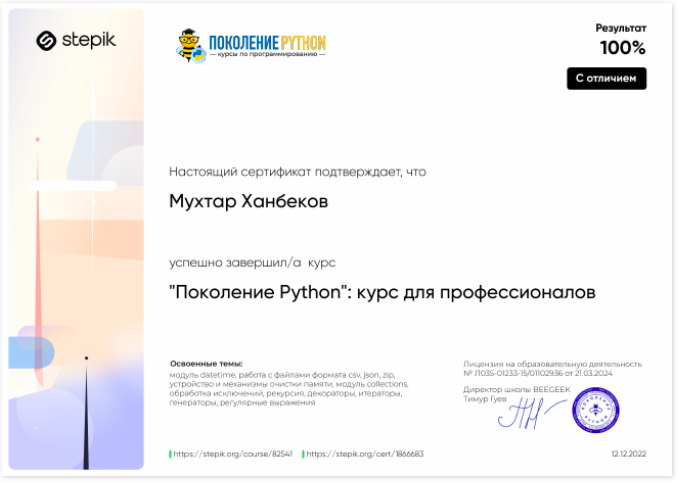 stepik
ПОКОЛЕНИЕ PYTHON
— курсы по программированию —
Результат
100%
С отличием
Настоящий сертификат подтверждает, что
Мухтар Ханбеков
успешно завершил/а курс
"Поколение Python": курс для профессионалов
Освоенные темы:
модуль datetime, работа с файлами формата csv, json, zip,
устройство и механизмы очистки памяти, модуль collections,
обработка исключений, рекурсия, декораторы, итераторы,
генераторы, регулярные выражения
Лицензия на образовательную деятельность
№ Л035-01233-15/01102936 от 21.03.2024
Директор школы BEEGEEK
Тимур Гуев
https://stepik.org/course/82541
https://stepik.org/cert/1866683
12.12.2022